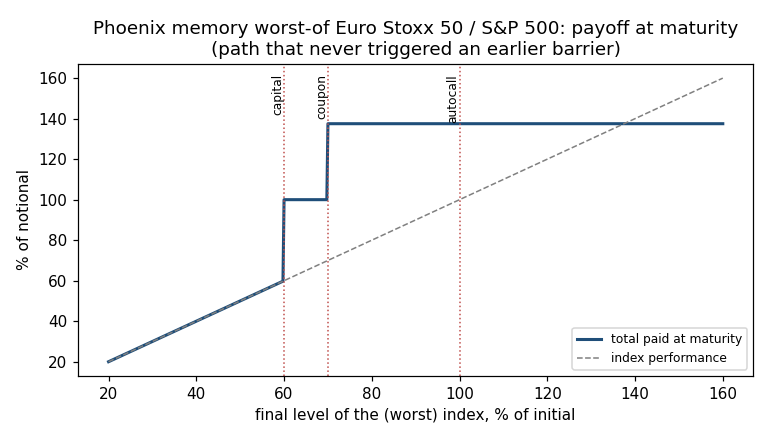 Phoenix memory worst-of Euro Stoxx 50 / S&P 500: payoff at maturity
(path that never triggered an earlier barrier)
% of notional
160
140
120
100
80
60
40
20
capital
coupon
autocall
total paid at maturity
index performance
20
40
60
80
100
120
140
160
final level of the (worst) index, % of initial